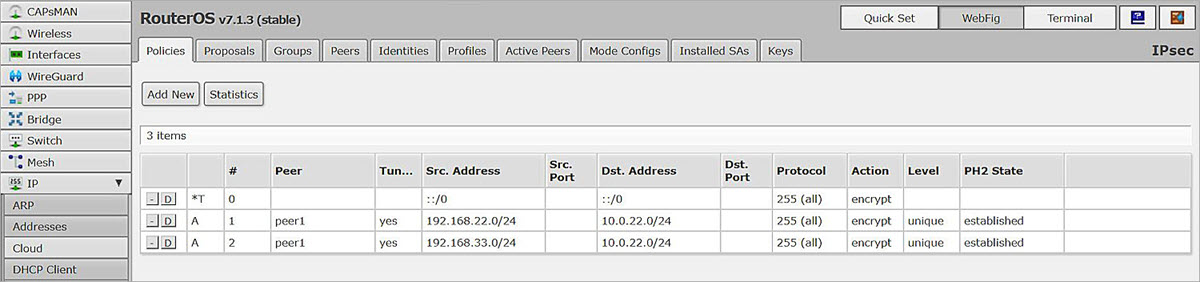 CAPsMAN
Wireless
Interfaces
WireGuard
PPP
Bridge
Switch
Mesh
IP ▼
ARP
Addresses
Cloud
DHCP Client
RouterOS v7.1.3 (stable)
Quick Set WebFig Terminal
Policies Proposals Groups Peers Identities Profiles Active Peers Mode Configs Installed SAs Keys IPsec
Add New Statistics
3 items
# Peer Tun... Src. Address Src. Port Dst. Address Dst. Port Protocol Action Level PH2 State
- D *T 0 ::/0 ::/0 255 (all) encrypt
- D A 1 peer1 yes 192.168.22.0/24 10.0.22.0/24 255 (all) encrypt unique established
- D A 2 peer1 yes 192.168.33.0/24 10.0.22.0/24 255 (all) encrypt unique established